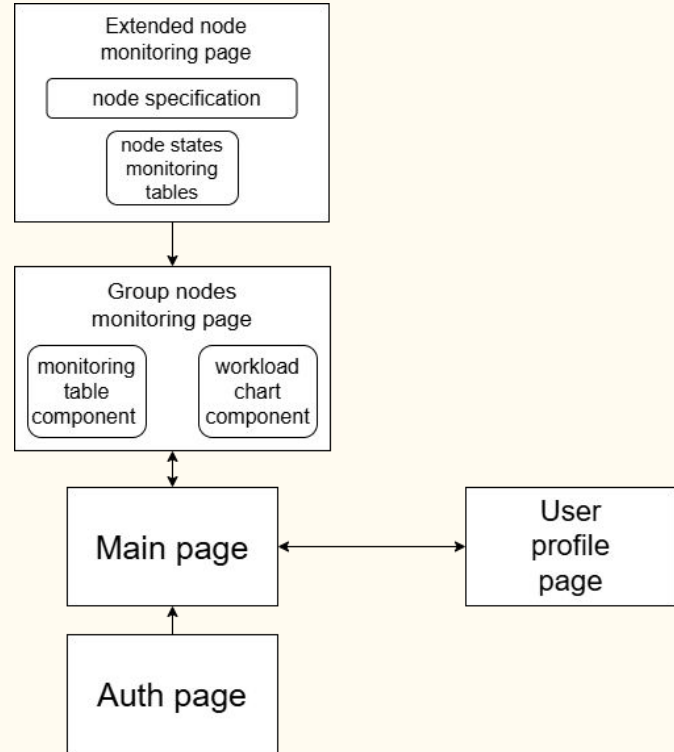 Extended node
monitoring page
node specification
node states
monitoring
tables
Group nodes
monitoring page
monitoring
table
component
workload
chart
component
Main page
User
profile
page
Auth page